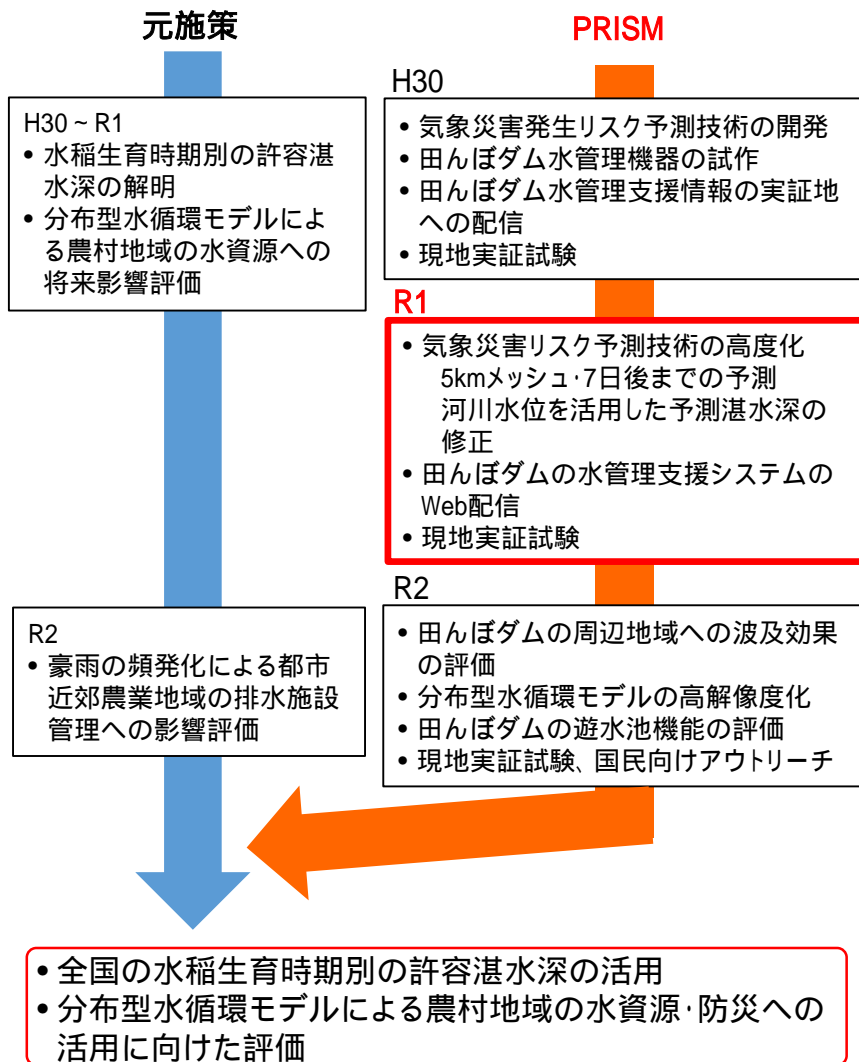 元施策
H30 ~ R1
• 水稲生育時期別の許容湛
水深の解明
• 分布型水循環モデルによ
る農村地域の水資源への
将来影響評価
R2
• 豪雨の頻発化による都市
近郊農業地域の排水施設
管理への影響評価
PRISM
H30
• 気象災害発生リスク予測技術の開発
• 田んぼダム水管理機器の試作
• 田んぼダム水管理支援情報の実証地
への配信
• 現地実証試験
R1
• 気象災害リスク予測技術の高度化
5kmメッシュ・7日後までの予測
河川水位を活用した予測湛水深の
修正
• 田んぼダムの水管理支援システムの
Web配信
• 現地実証試験
R2
• 田んぼダムの周辺地域への波及効果
の評価
• 分布型水循環モデルの高解像度化
• 田んぼダムの遊水池機能の評価
• 現地実証試験、国民向けアウトリーチ
• 全国の水稲生育時期別の許容湛水深の活用
• 分布型水循環モデルによる農村地域の水資源・防災への
活用に向けた評価